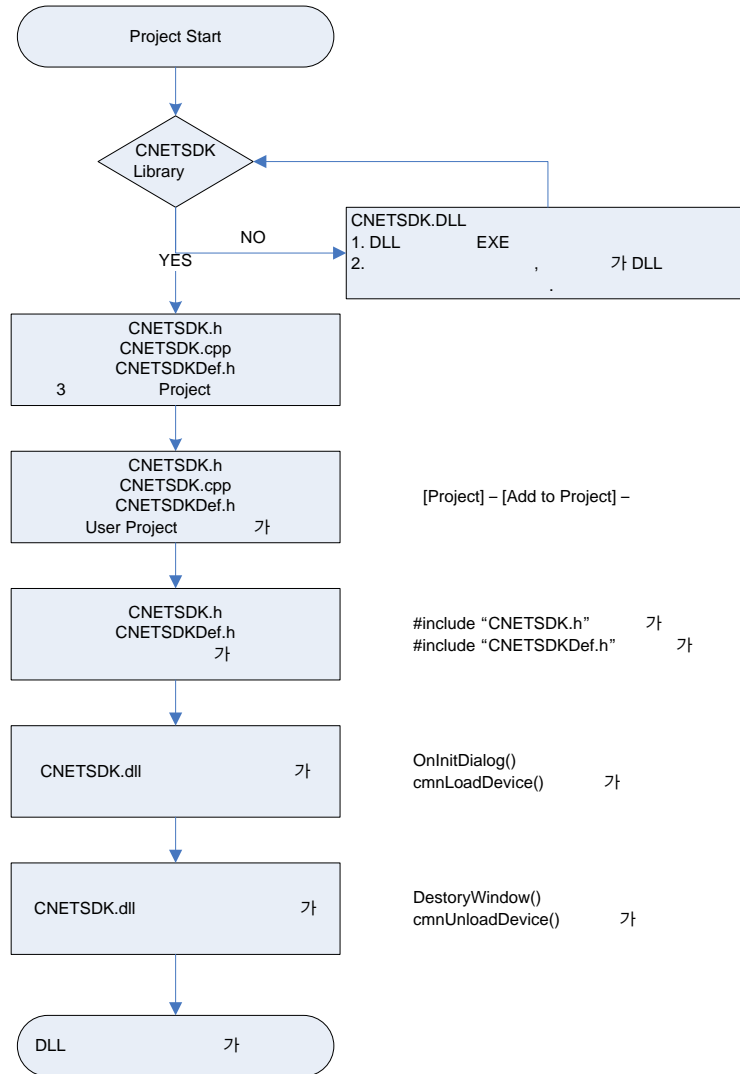 Project Start
CNETSDK
Library
NO
YES
CNETSDK.DLL
1. DLL EXE
2. , 가 DLL
.
CNETSDK.h
CNETSDK.cpp
CNETSDKDef.h
3 Project
CNETSDK.h
CNETSDK.cpp
CNETSDKDef.h
User Project 가
[Project] – [Add to Project] –
CNETSDK.h
CNETSDKDef.h
가
#include “CNETSDK.h” 가
#include “CNETSDKDef.h” 가
CNETSDK.dll 가
OnInitDialog()
cmnLoadDevice() 가
CNETSDK.dll 가
DestoryWindow()
cmnUnloadDevice() 가
DLL 가